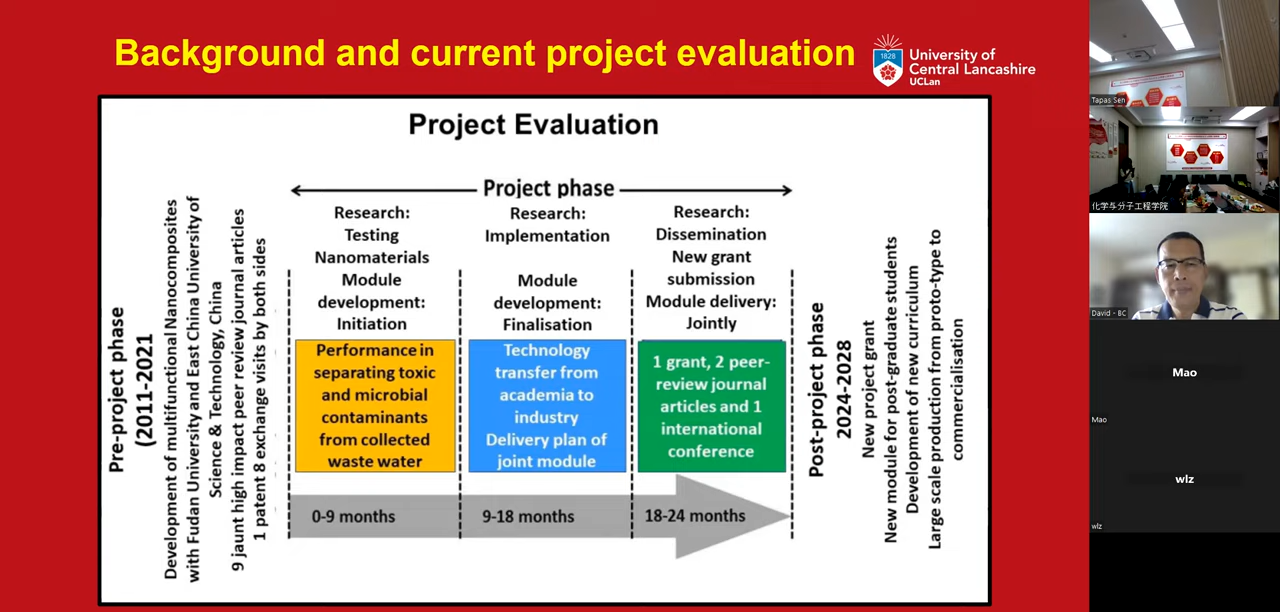 Background and current project evaluation
1828
University of
Central Lancashire
UCLan
Project Evaluation
Pre-project phase
(2011-2021
Development of multifunctional Nanocomposites
with Fudan University and East China University of
Science & Technology, China
9 jaunt high impact peer review journal articles
1 patent 8 exchange visits by both sides
Project phase
Research:
Testing
Nanomaterials
Module
development:
Initiation
Performance in
separating toxic
and microbial
contaminants
from collected
waste water
0-9 months
Research:
Implementation
Module
development:
Finalisation
Technology
transfer from
academia to
industry
Delivery plan of
joint module
9-18 months
Research:
Dissemination
New grant
submission
Module delivery:
Jointly
1 grant, 2 peer-
review journal
articles and 1
international
conference
18-24 months
Post-project phase
2024-2028
New project grant
New module for post-graduate students
Development of new curriculum
Large scale production from proto-type to
commercialisation
Tapas Sen
化学与分子工程学院
David - BC
Mao
Mao
wlz
wlz